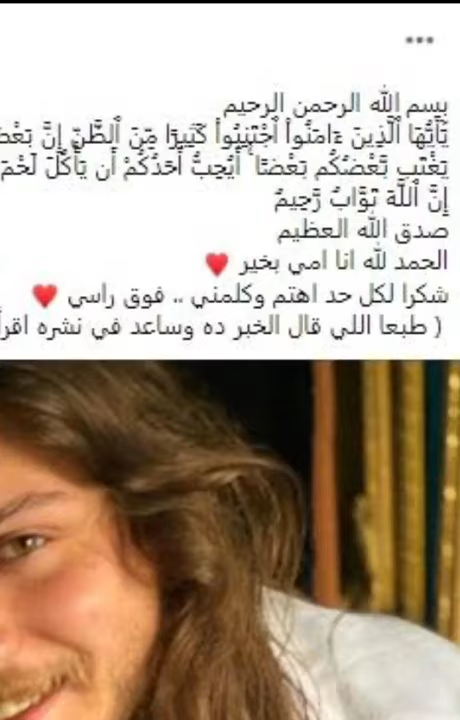 بسم الله الرحمن الرحيم
يَٰٓأَيُّهَا ٱلَّذِينَ ءَامَنُوا۟ ٱجْتَنِبُوا۟ كَثِيرًا مِّنَ ٱلظَّنِّ إِنَّ
يَغْتَب بَّعْضُكُم بَعْضًا ۚ أَيُحِبُّ أَحَدُكُمْ أَن يَأْكُلَ لَحْمَ
إِنَّ ٱللَّهَ تَوَّابٌ رَّحِيمٌ
صدق الله العظيم
الحمد لله انا امي بخير ♥
شكرا لكل حد اهتم وكلمني .. فوق راسي ♥
( طبعا اللي قال الخبر ده وساعد في نشره